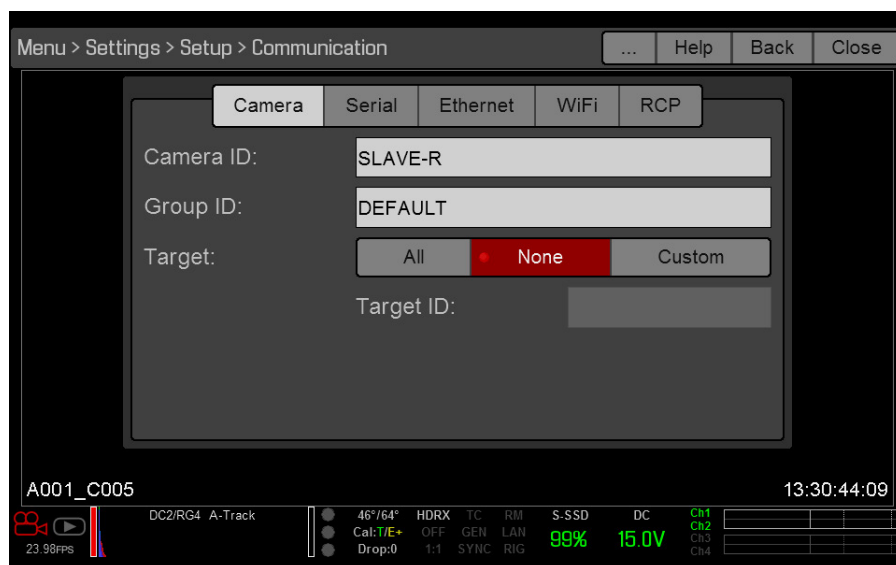 Menu > Settings > Setup > Communication ... Help Back Close
Camera Serial Ethernet WiFi RCP
Camera ID: SLAVE-R
Group ID: DEFAULT
Target: All None Custom
Target ID:
A001_C005 13:30:44:09
DC2/RG4 A-Track 46°/64° HDRX TC RM S-SSD DC Ch1
Cal:T/E+ OFF GEN LAN 99% 15.0V Ch2
Ch3
23.98FPS Drop:0 1:1 SYNC RIG Ch4